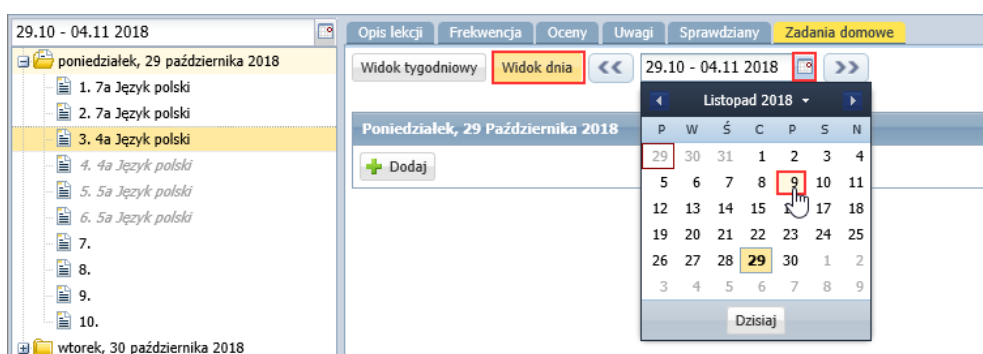 29.10 - 04.11 2018
poniedziałek, 29 października 2018
1. 7a Język polski
2. 7a Język polski
3. 4a Język polski
4. 4a Język polski
5. 5a Język polski
6. 5a Język polski
7.
8.
9.
10.
wtorek, 30 października 2018
Opis lekcji Frekwencja Oceny Uwagi Sprawdziany Zadania domowe
Widok tygodniowy Widok dnia << 29.10 - 04.11 2018 >>
Poniedziałek, 29 Października 2018
Dodaj
Listopad 2018
P W Ś C P S N
29 30 31 1 2 3 4
5 6 7 8 9 10 11
12 13 14 15 17 18
19 20 21 22 23 24 25
26 27 28 29 30 1 2
3 4 5 6 7 8 9
Dzisiaj